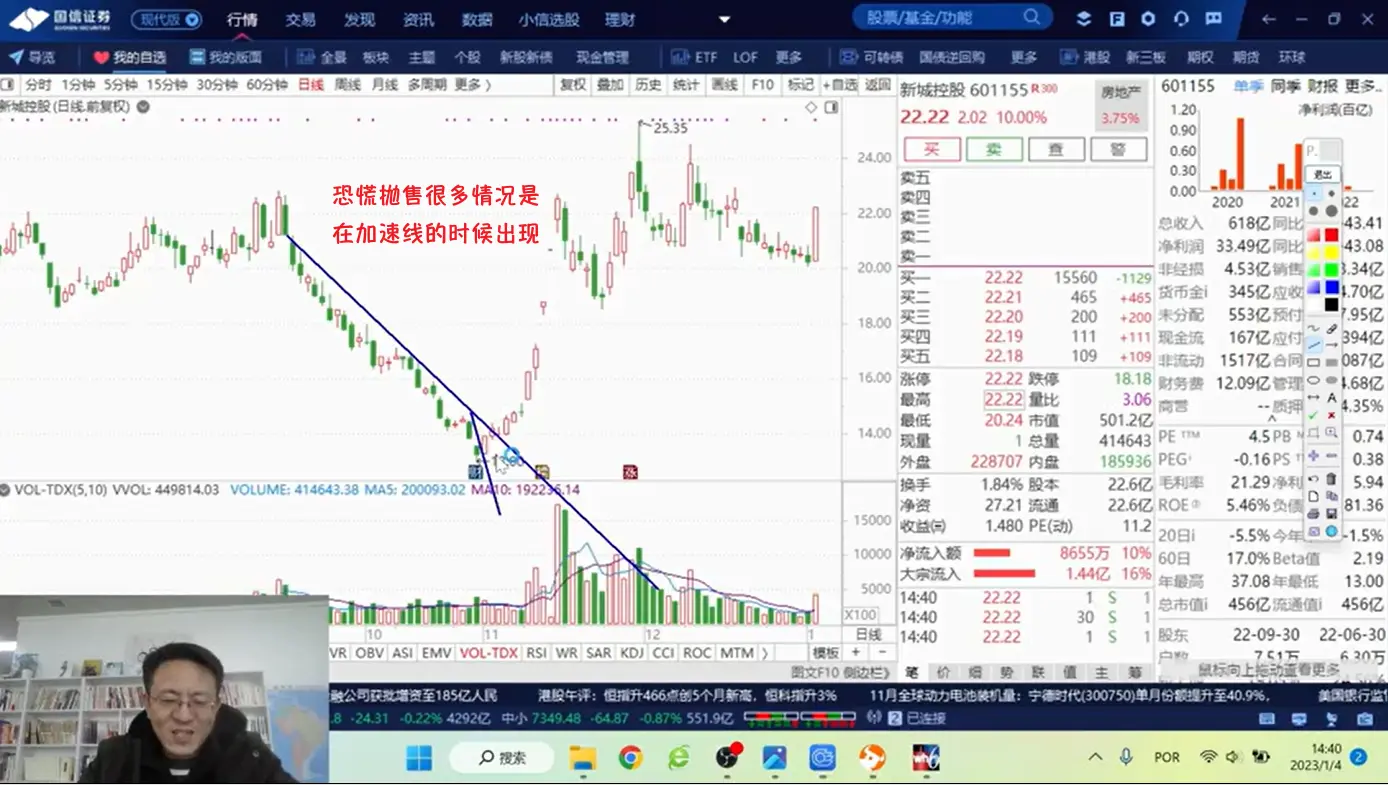 国信证券 现代版 行情 交易 发现 资讯 数据 小信选股 理财 股票/基金/功能
导览 我的自选 我的版面 全景 板块 主题 个股 新股新债 现金管理 ETF LOF 更多 可转债 国债逆回购 更多 港股 新三板 期权 期货 环球
分时 1分钟 5分钟 15分钟 30分钟 60分钟 日线 周线 月线 多周期 更多 复权 叠加 历史 统计 画线 F10 标记 +自选 返回
新城控股 (日线.前复权)
25.35
恐慌抛售很多情况是
在加速线的时候出现
24.00
22.00
20.00
18.00
16.00
14.00
VOL-TDX(5,10) VVOL: 449814.03 VOLUME: 414643.38 MA5: 200093.02 MA10: 192236.14
15000
10000
5000
X100
10 11 12 1 日线
VR OBV ASI EMV VOL-TDX RSI WR SAR KDJ CCI ROC MTM 模板 + -
图文F10 侧边栏
新城控股 601155 R 300 房地产
22.22 2.02 10.00% 3.75%
买 卖 查 警
卖五
卖四
卖三
卖二
卖一
买一 22.22 15560 -1129
买二 22.21 465 +465
买三 22.20 200 +200
买四 22.19 111 +111
买五 22.18 109 +109
涨停 22.22 跌停 18.18
最高 22.22 量比 3.06
最低 20.24 市值 501.2亿
现量 1 总量 414643
外盘 228707 内盘 185936
换手 1.84% 股本 22.6亿
净资 27.21 流通 22.6亿
收益㈢ 1.480 PE(动) 11.2
净流入额 8655万 10%
大宗流入 1.44亿 16%
14:40 22.22 1 S 1
14:40 22.22 30 S 1
14:40 22.22 1 S 1
笔 价 细 势 联 值 主 筹
601155 单季 同季 财报 更多..
净利润(百亿)
1.20
0.90
0.60
0.30
0.00
2020 2021
退出
总收入 618亿 同比 43.41
净利润 33.49亿 同比 43.08
非经损 4.53亿 销售 3.34亿
货币金i 345亿 应收 4.70亿
未分配 553亿 预付 7.95亿
现金流 167亿 应付 394亿
非流动 1517亿 合同 087亿
财务费 12.09亿 管理 4.68亿
商誉 -- 质押 4.35%
PE TTM 4.5 PB 0.74
PEG -0.16 PS 0.38
毛利率 21.29 净利 5.94
ROE 5.46% 负债 81.36
20日i -5.5% 今年 -1.5%
60日 17.0% Beta值 2.19
年最高 37.08 年最低 13.00
总市值i 456亿 流通值i 456亿
股东 22-09-30 22-06-30
户数 7.51万 6.30万
鼠标向上拖动查看更多
融公司获批增资至185亿人民 港股午评：恒指升466点创5个月新高，恒科指升3% 11月全球动力电池装机量：宁德时代(300750)单月份额提升至40.9%。 美国银行
-24.31 -0.22% 4292亿 中小 7349.48 -64.87 -0.87% 551.9亿 2 已连接
搜索 POR 14:40
2023/1/4 2